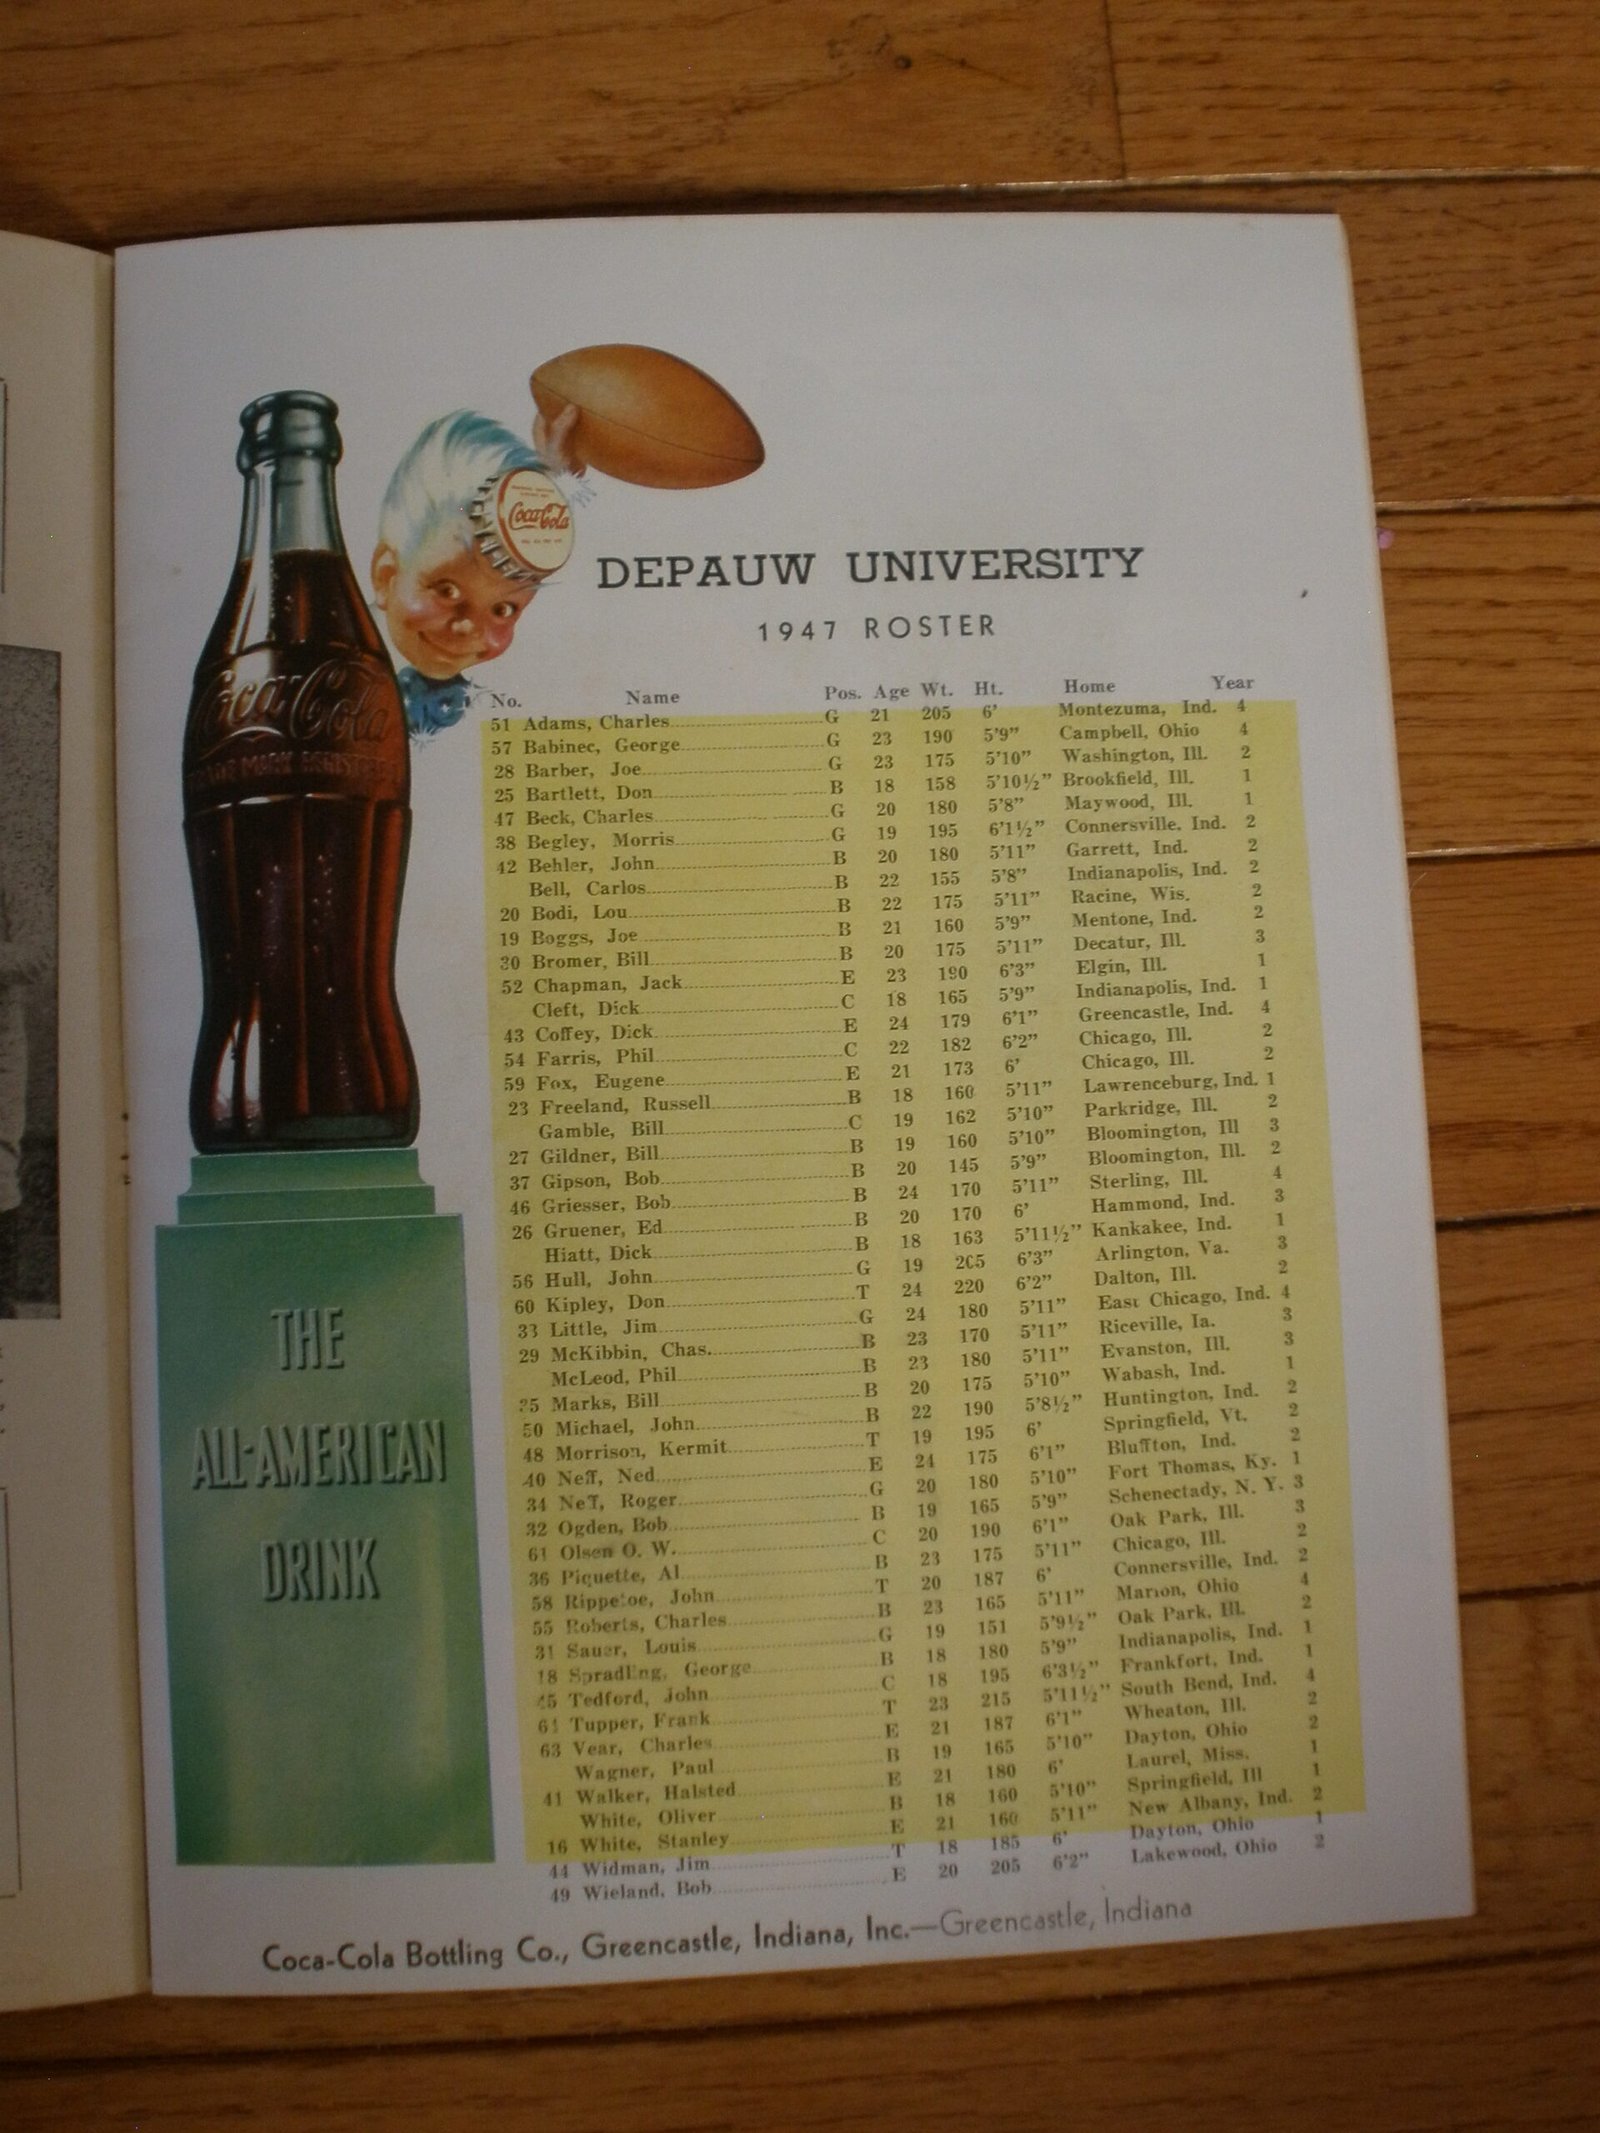 Coca-Cola
DEPAUW UNIVERSITY
1947 ROSTER
Coca-Cola
TRADE MARK REGISTERED
No. Name Pos. Age Wt. Ht. Home Year
51 Adams, Charles G 21 205 6' Montezuma, Ind. 4
57 Babinec, George G 23 190 5'9" Campbell, Ohio 4
28 Barber, Joe G 23 175 5'10" Washington, Ill. 2
25 Bartlett, Don B 18 158 5'10½" Brookfield, Ill. 1
47 Beck, Charles G 20 180 5'8" Maywood, Ill. 1
38 Begley, Morris G 19 195 6'1½" Connersville, Ind. 2
42 Behler, John B 20 180 5'11" Garrett, Ind. 2
Bell, Carlos B 22 155 5'8" Indianapolis, Ind. 2
20 Bodi, Lou B 22 175 5'11" Racine, Wis. 2
19 Boggs, Joe B 21 160 5'9" Mentone, Ind. 2
30 Bromer, Bill B 20 175 5'11" Decatur, Ill. 3
52 Chapman, Jack E 23 190 6'3" Elgin, Ill. 1
Cleft, Dick C 18 165 5'9" Indianapolis, Ind. 1
43 Coffey, Dick E 24 179 6'1" Greencastle, Ind. 4
54 Farris, Phil C 22 182 6'2" Chicago, Ill. 2
59 Fox, Eugene E 21 173 6' Chicago, Ill. 2
23 Freeland, Russell B 18 160 5'11" Lawrenceburg, Ind. 1
Gamble, Bill C 19 162 5'10" Parkridge, Ill. 2
27 Gildner, Bill B 19 160 5'10" Bloomington, Ill 3
37 Gipson, Bob B 20 145 5'9" Bloomington, Ill. 2
46 Griesser, Bob B 24 170 5'11" Sterling, Ill. 4
26 Gruener, Ed B 20 170 6' Hammond, Ind. 3
Hiatt, Dick B 18 163 5'11½" Kankakee, Ind. 1
56 Hull, John G 19 205 6'3" Arlington, Va. 3
60 Kipley, Don T 24 220 6'2" Dalton, Ill. 2
33 Little, Jim G 24 180 5'11" East Chicago, Ind. 4
29 McKibbin, Chas. B 23 170 5'11" Riceville, Ia. 3
McLeod, Phil B 23 180 5'11" Evanston, Ill. 3
35 Marks, Bill B 20 175 5'10" Wabash, Ind. 1
50 Michael, John B 22 190 5'8½" Huntington, Ind. 2
48 Morrison, Kermit T 19 195 6' Springfield, Vt. 2
40 Neff, Ned E 24 175 6'1" Bluffton, Ind. 2
34 Neff, Roger G 20 180 5'10" Fort Thomas, Ky. 1
32 Ogden, Bob B 19 165 5'9" Schenectady, N. Y. 3
61 Olsen O. W. C 20 190 6'1" Oak Park, Ill. 3
36 Piquette, Al B 23 175 5'11" Chicago, Ill. 2
58 Rippetoe, John T 20 187 6' Connersville, Ind. 2
55 Roberts, Charles B 23 165 5'11" Marion, Ohio 4
31 Sauer, Louis G 19 151 5'9½" Oak Park, Ill. 2
18 Spradling, George B 18 180 5'9" Indianapolis, Ind. 1
45 Tedford, John C 18 195 6'3½" Frankfort, Ind. 1
Tupper, Frank T 23 215 5'11½" South Bend, Ind. 4
63 Vear, Charles E 21 187 6'1" Wheaton, Ill. 2
Wagner, Paul B 19 165 5'10" Dayton, Ohio 2
41 Walker, Halsted E 21 180 6' Laurel, Miss. 1
White, Oliver B 18 160 5'10" Springfield, Ill 1
16 White, Stanley E 21 160 5'11" New Albany, Ind. 2
44 Widman, Jim T 18 185 6' Dayton, Ohio 1
49 Wieland, Bob E 20 205 6'2" Lakewood, Ohio 2
THE
ALL-AMERICAN
DRINK
Coca-Cola Bottling Co., Greencastle, Indiana, Inc.—Greencastle, Indiana